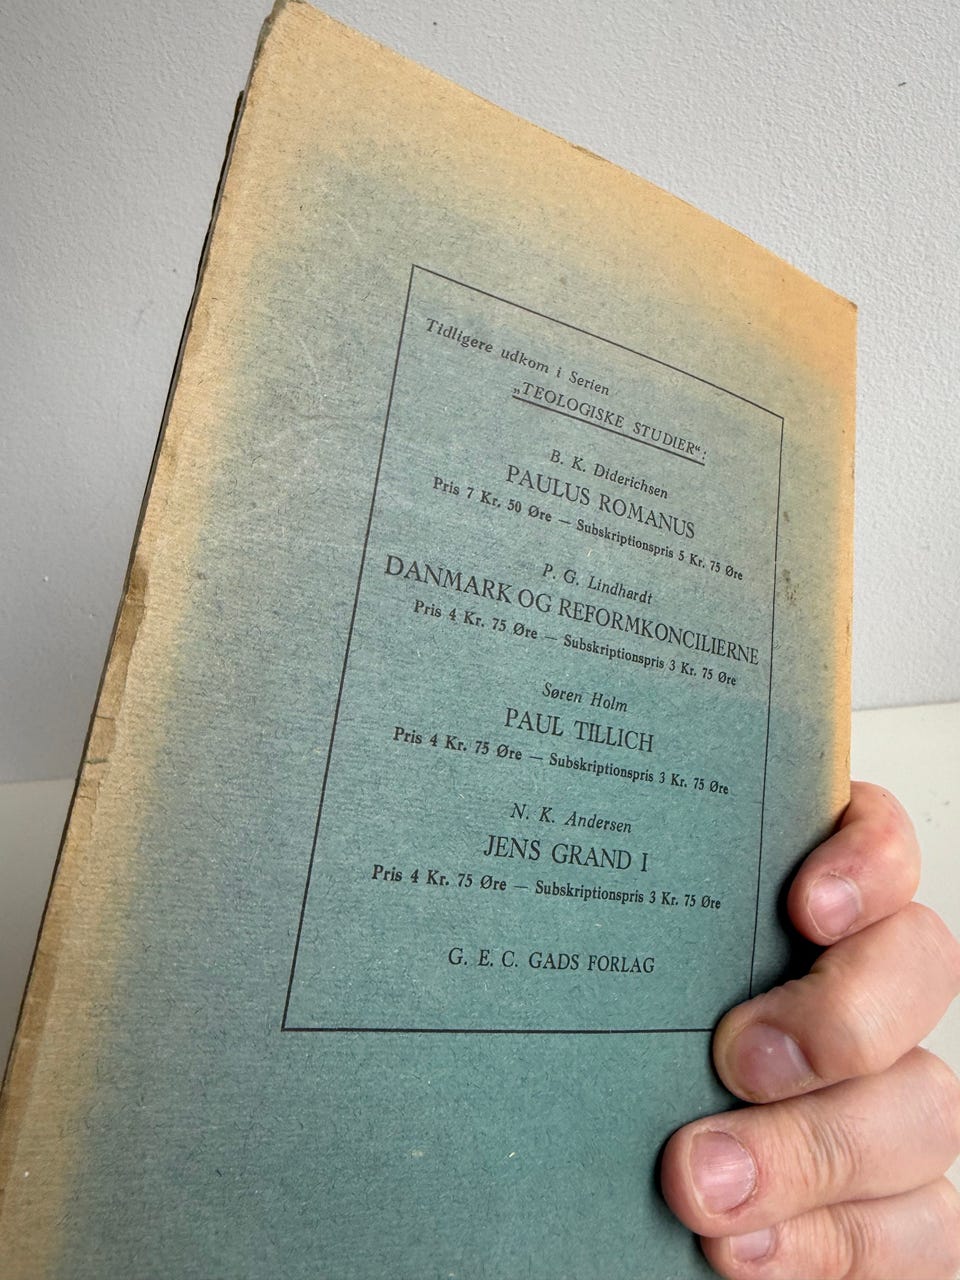 Tidligere udkom i Serien
„TEOLOGISKE STUDIER“:
B. K. Diderichsen
PAULUS ROMANUS
Pris 7 Kr. 50 Øre — Subskriptionspris 5 Kr. 75 Øre
P. G. Lindhardt
DANMARK OG REFORMKONCILIERNE
Pris 4 Kr. 75 Øre — Subskriptionspris 3 Kr. 75 Øre
Søren Holm
PAUL TILLICH
Pris 4 Kr. 75 Øre — Subskriptionspris 3 Kr. 75 Øre
N. K. Andersen
JENS GRAND I
Pris 4 Kr. 75 Øre — Subskriptionspris 3 Kr. 75 Øre
G. E. C. GADS FORLAG